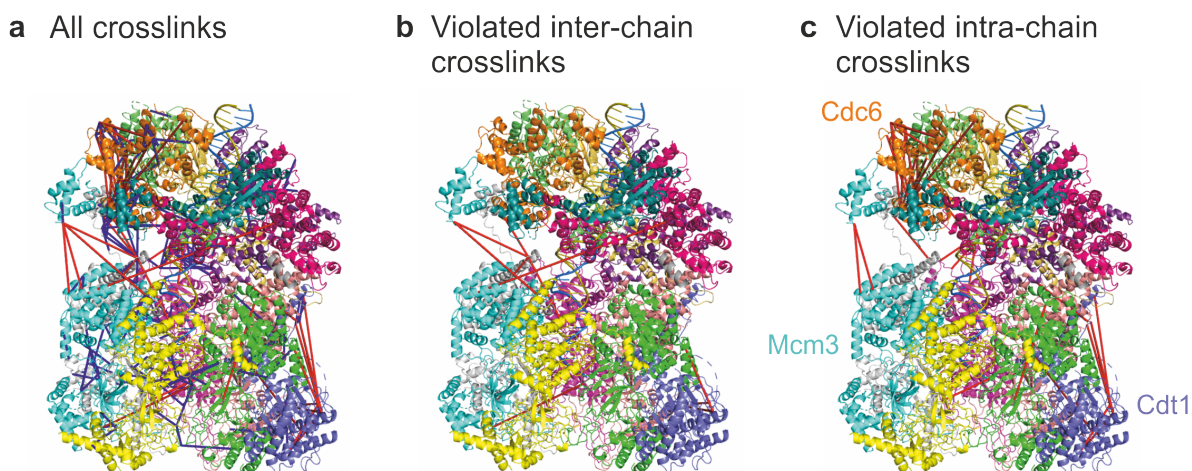 a All crosslinks
b Violated inter-chain
crosslinks
c Violated intra-chain
crosslinks
Cdc6
Mcm3
Cdt1